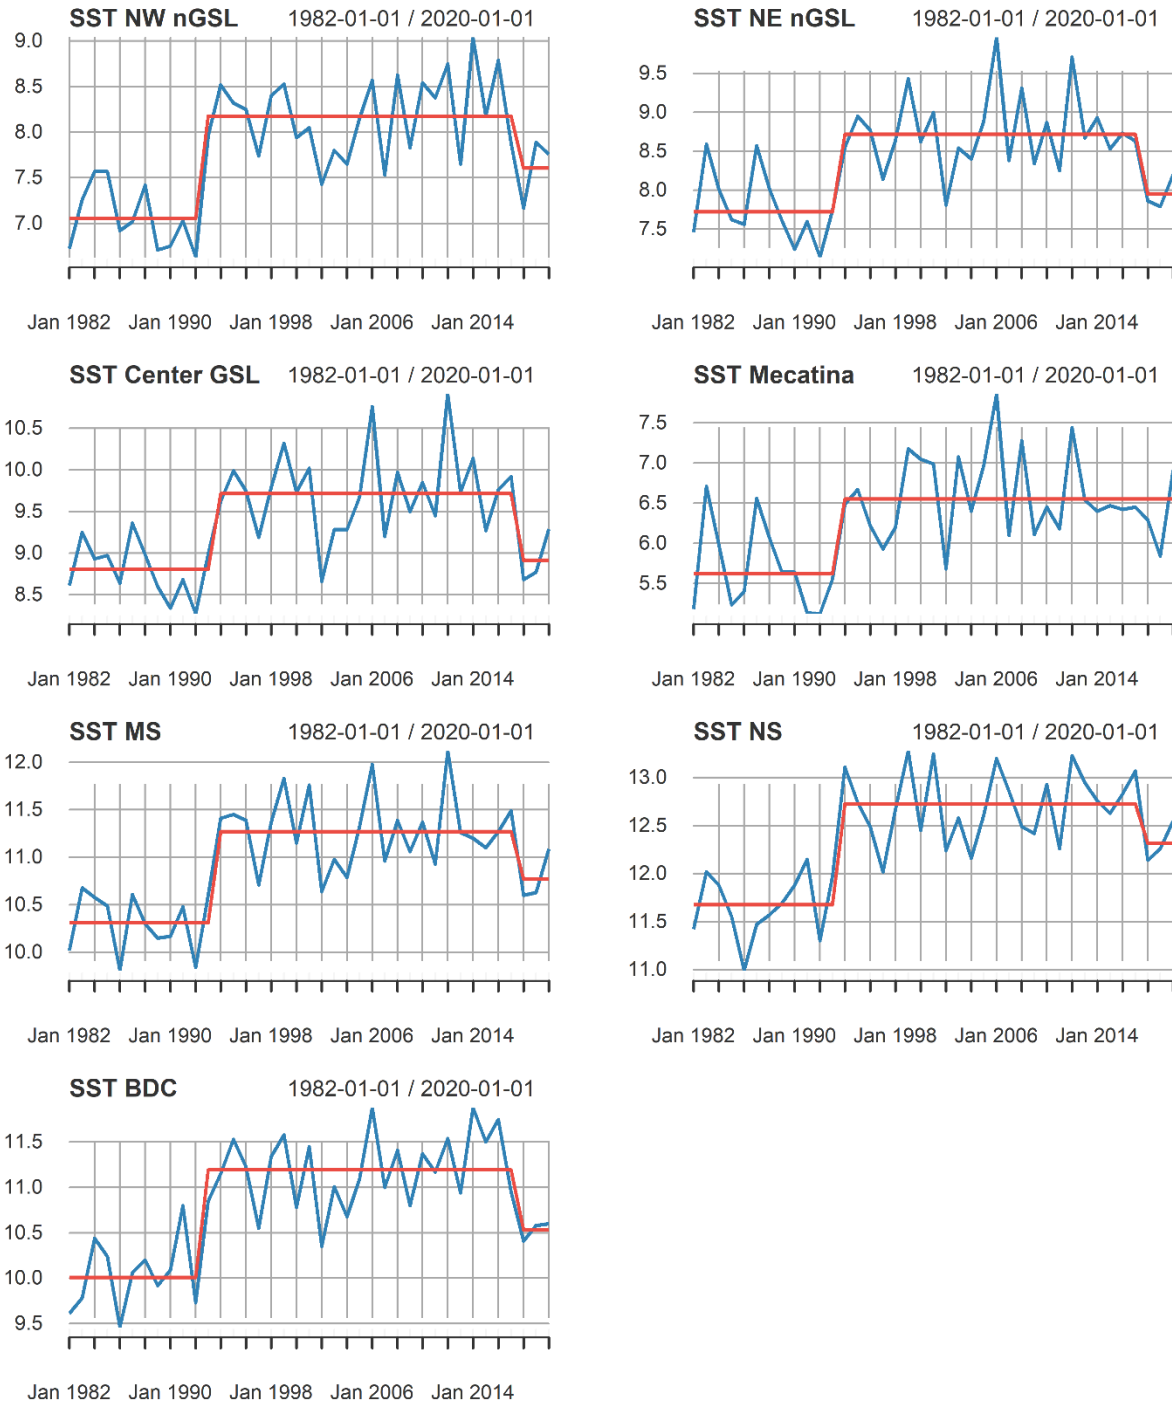 SST NW nGSL 1982-01-01 / 2020-01-01
9.0
8.5
8.0
7.5
7.0
Jan 1982 Jan 1990 Jan 1998 Jan 2006 Jan 2014
SST NE nGSL 1982-01-01 / 2020-01-01
9.5
9.0
8.5
8.0
7.5
Jan 1982 Jan 1990 Jan 1998 Jan 2006 Jan 2014
SST Center GSL 1982-01-01 / 2020-01-01
10.5
10.0
9.5
9.0
8.5
Jan 1982 Jan 1990 Jan 1998 Jan 2006 Jan 2014
SST Mecatina 1982-01-01 / 2020-01-01
7.5
7.0
6.5
6.0
5.5
Jan 1982 Jan 1990 Jan 1998 Jan 2006 Jan 2014
SST MS 1982-01-01 / 2020-01-01
12.0
11.5
11.0
10.5
10.0
Jan 1982 Jan 1990 Jan 1998 Jan 2006 Jan 2014
SST NS 1982-01-01 / 2020-01-01
13.0
12.5
12.0
11.5
11.0
Jan 1982 Jan 1990 Jan 1998 Jan 2006 Jan 2014
SST BDC 1982-01-01 / 2020-01-01
11.5
11.0
10.5
10.0
9.5
Jan 1982 Jan 1990 Jan 1998 Jan 2006 Jan 2014